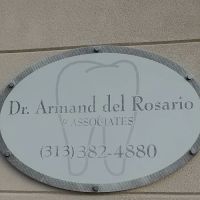 Dr. Armand del Rosario
& ASSOCIATES
(313) 382-4880